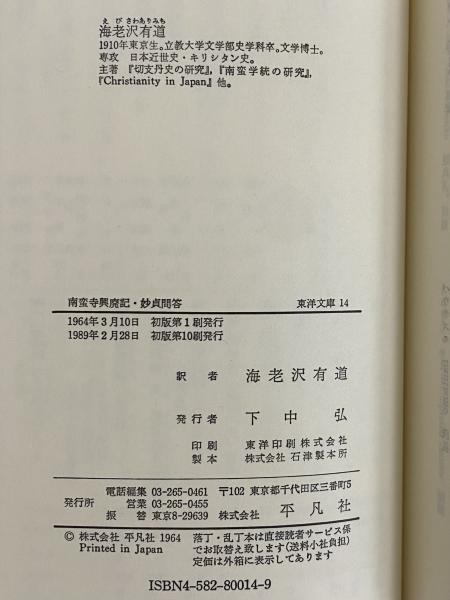 えびさわありみち
海老沢有道
1910年東京生。立教大学文学部史学科卒。文学博士。
専攻 日本近世史・キリシタン史。
主著 『切支丹史の研究』,『南蛮学統の研究』,
『Christianity in Japan』他。
南蛮寺興廃記・妙貞問答 東洋文庫 14
1964年3月10日 初版第1刷発行
1989年2月28日 初版第10刷発行
訳者 海老沢有道
発行者 下中弘
印刷 東洋印刷株式会社
製本 株式会社 石津製本所
発行所
電話編集 03-265-0461 〒102 東京都千代田区三番町5
営業 03-265-0455
振替 東京8-29639 株式会社 平凡社
© 株式会社 平凡社 1964
Printed in Japan
落丁・乱丁本は直接読者サービス係
でお取替え致します(送料小社負担)
定価は外箱に表示してあります
ISBN4-582-80014-9